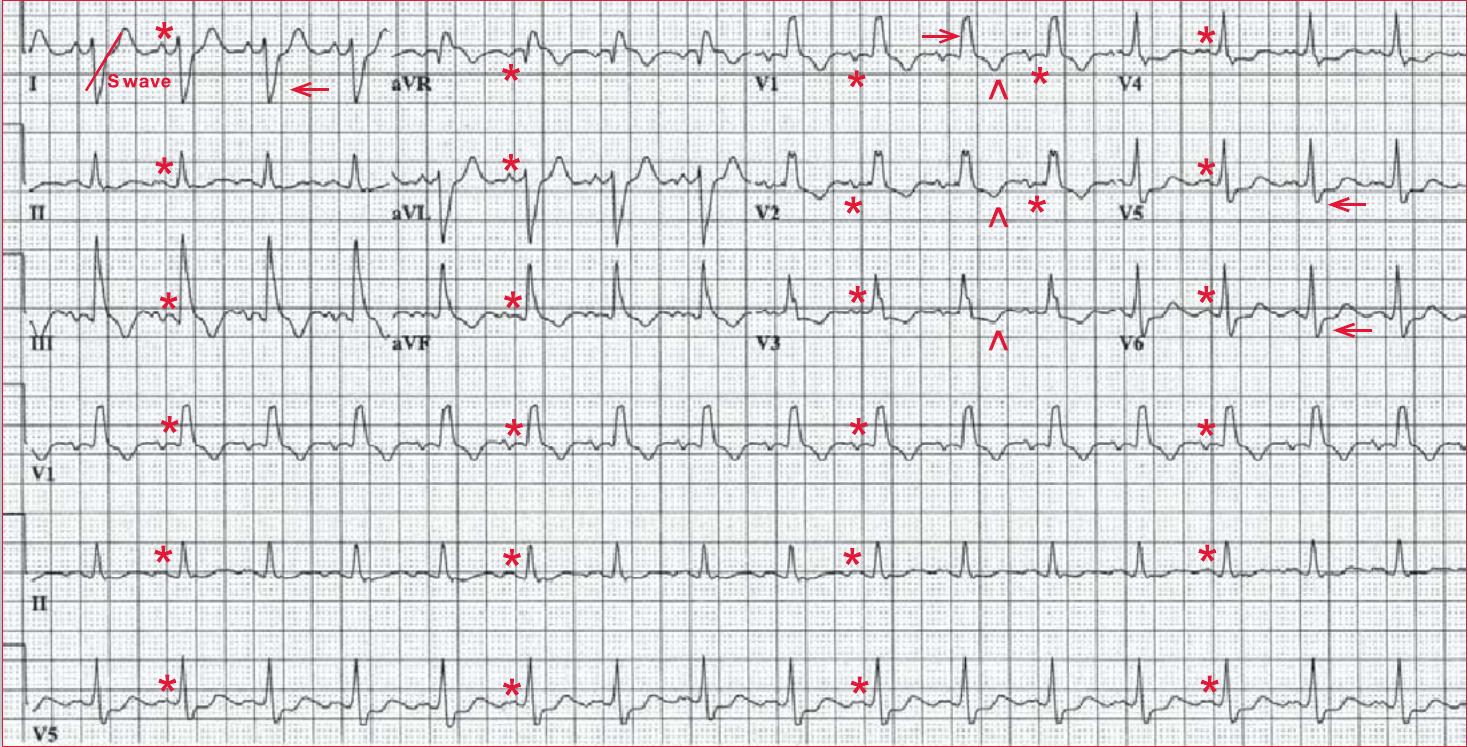 I aVR V1 V4
S wave
II aVL V2 V5
III aVF V3 V6
V1
II
V5